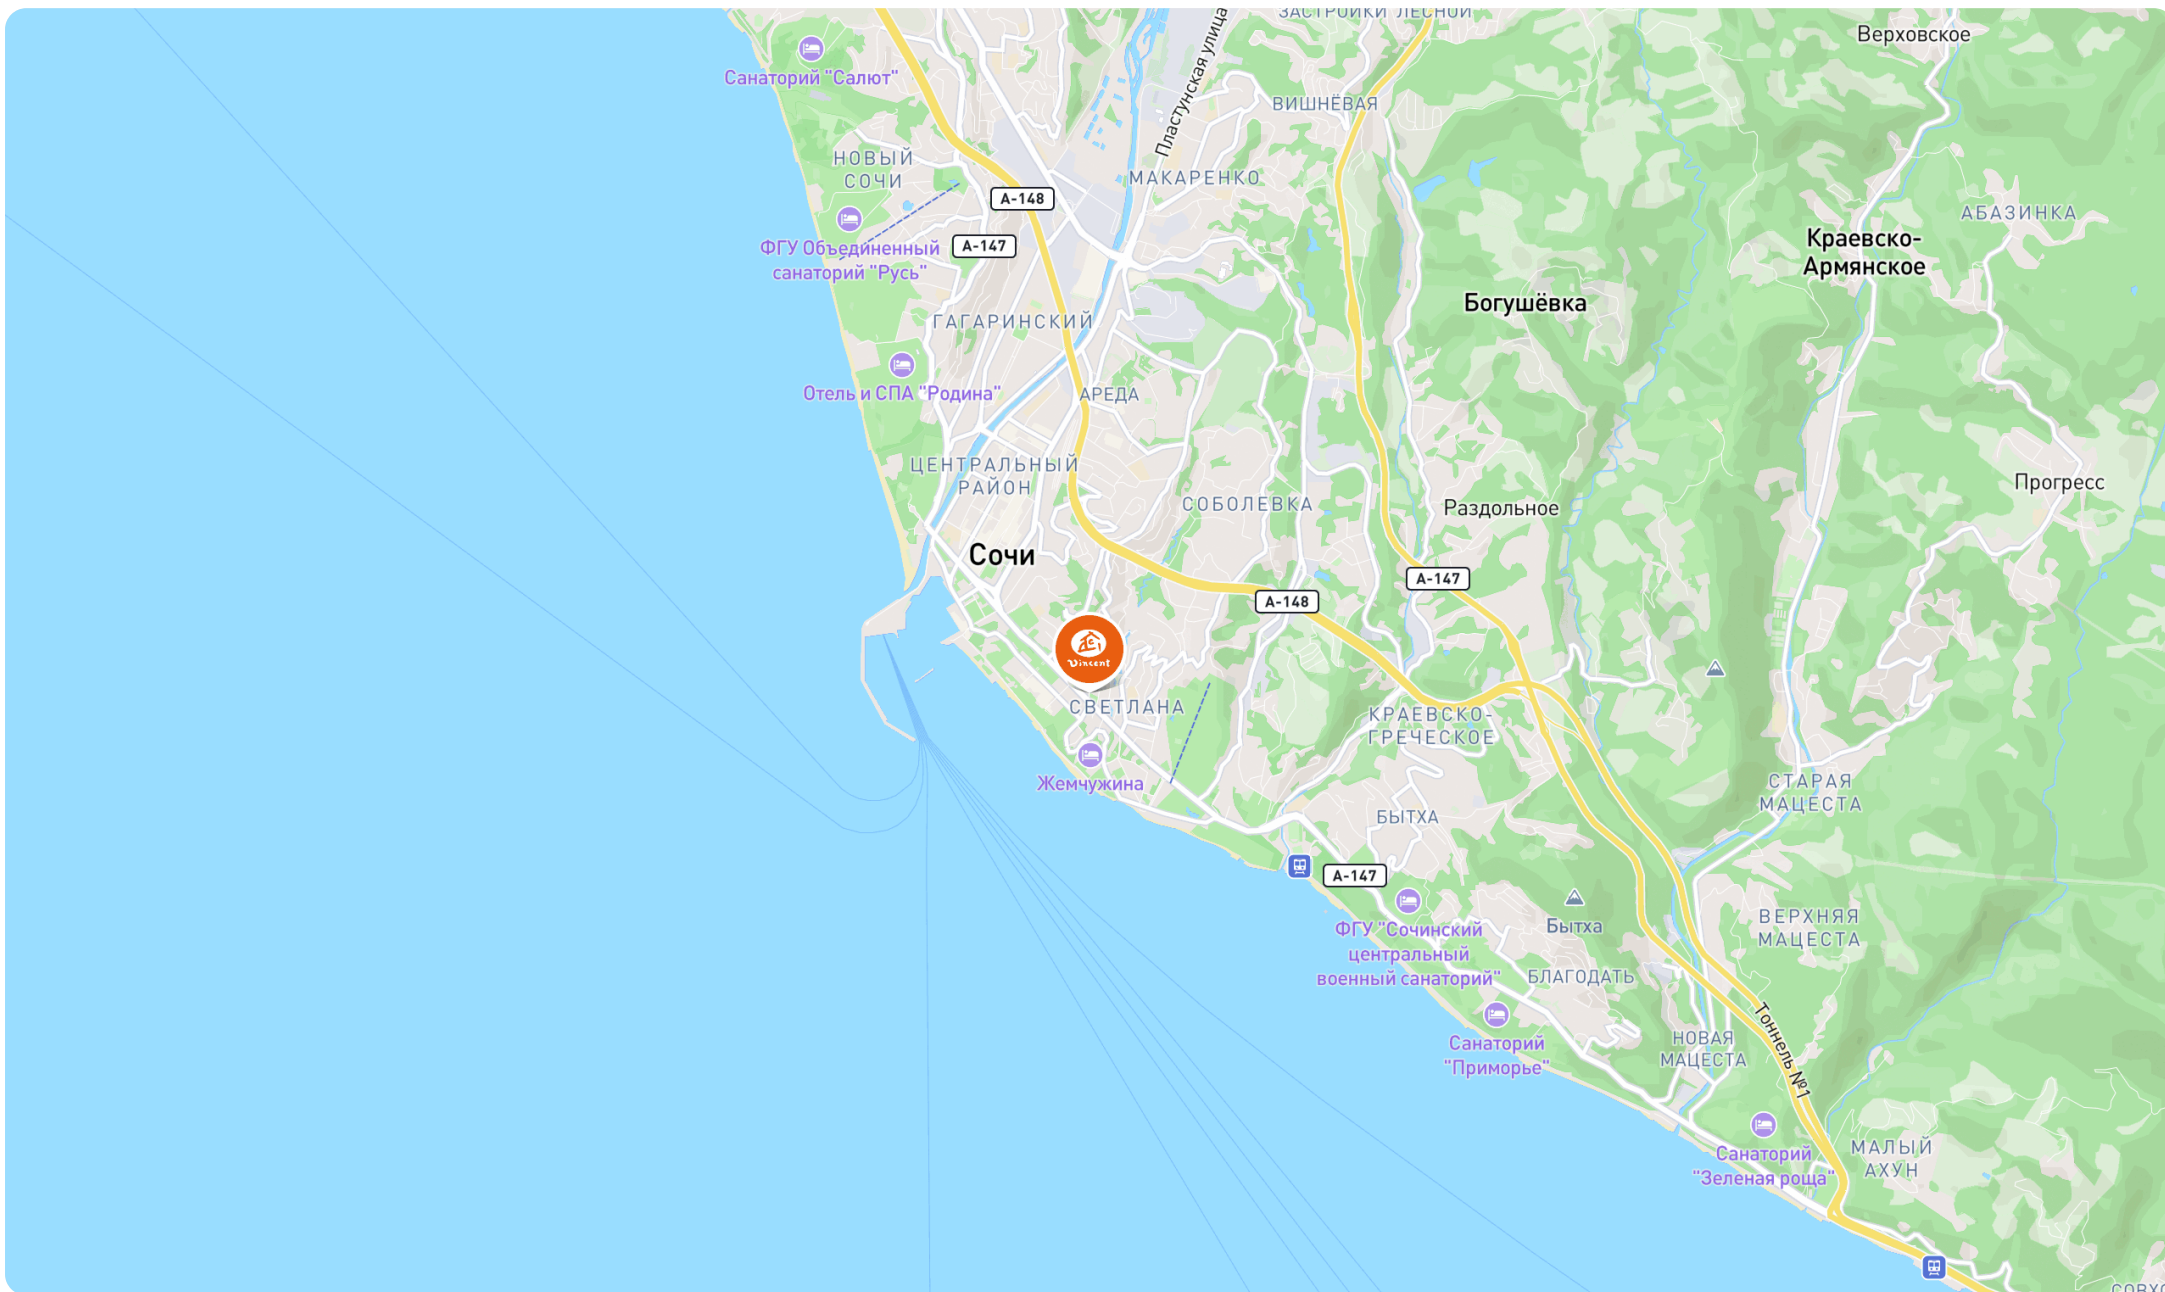 ЗАСТРОЙКИ ЛЕСНОЙ
Верховское
Санаторий "Салют"
Пластунская улица
ВИШНЁВАЯ
НОВЫЙ
СОЧИ
МАКАРЕНКО
А-148
АБАЗИНКА
ФГУ Объединенный
санаторий "Русь"
А-147
Краевско-
Армянское
Богушёвка
ГАГАРИНСКИЙ
Отель и СПА "Родина"
АРЕДА
ЦЕНТРАЛЬНЫЙ
РАЙОН
Прогресс
СОБОЛЕВКА
Раздольное
Сочи
А-147
А-148
Vincent
СВЕТЛАНА
КРАЕВСКО-
ГРЕЧЕСКОЕ
Жемчужина
СТАРАЯ
МАЦЕСТА
БЫТХА
А-147
ФГУ "Сочинский
центральный
военный санаторий"
Бытха
ВЕРХНЯЯ
МАЦЕСТА
БЛАГОДАТЬ
Санаторий
"Приморье"
НОВАЯ
МАЦЕСТА
Тоннель №1
Санаторий
"Зеленая роща"
МАЛЫЙ
АХУН